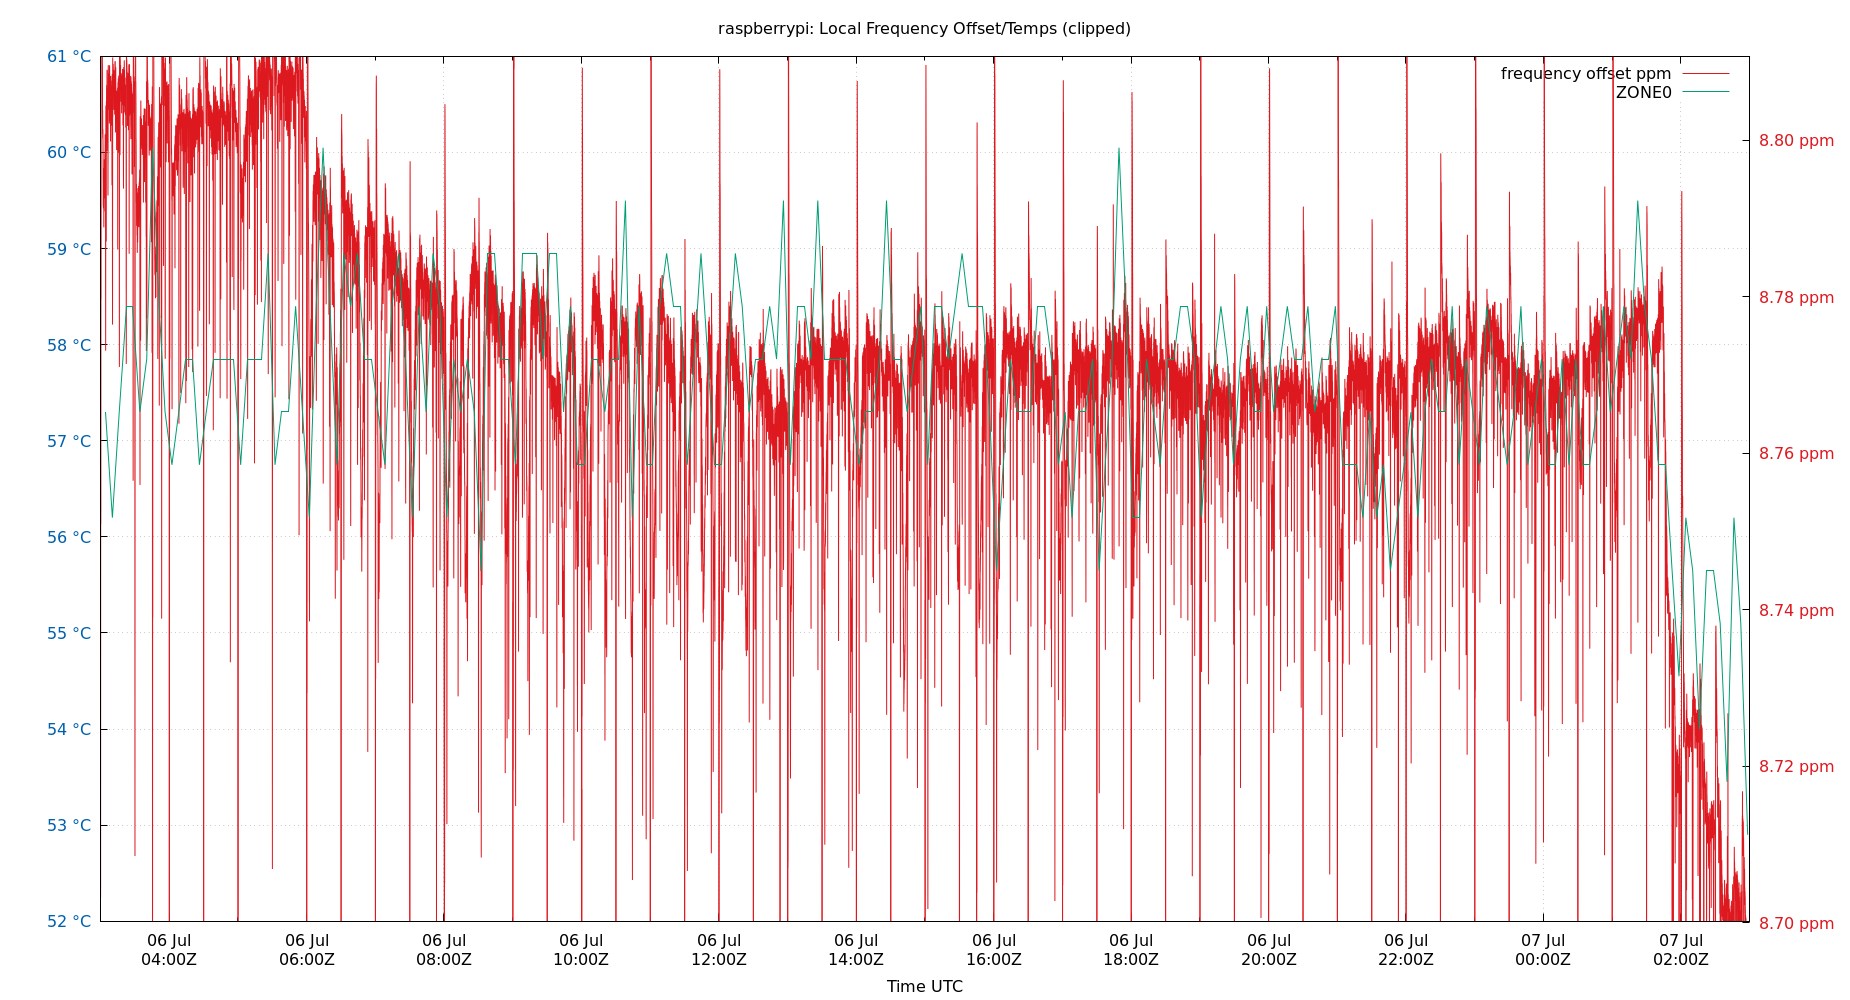 raspberrypi: Local Frequency Offset/Temps (clipped)
frequency offset ppm
ZONE0
61 °C
60 °C
59 °C
58 °C
57 °C
56 °C
55 °C
54 °C
53 °C
52 °C
8.80 ppm
8.78 ppm
8.76 ppm
8.74 ppm
8.72 ppm
8.70 ppm
06 Jul 06 Jul 06 Jul 06 Jul 06 Jul 06 Jul 06 Jul 06 Jul 06 Jul 06 Jul 07 Jul 07 Jul
04:00Z 06:00Z 08:00Z 10:00Z 12:00Z 14:00Z 16:00Z 18:00Z 20:00Z 22:00Z 00:00Z 02:00Z
Time UTC